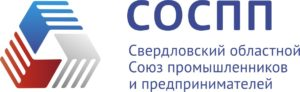 СОСПП
Свердловский областной
Союз промышленников
и предпринимателей